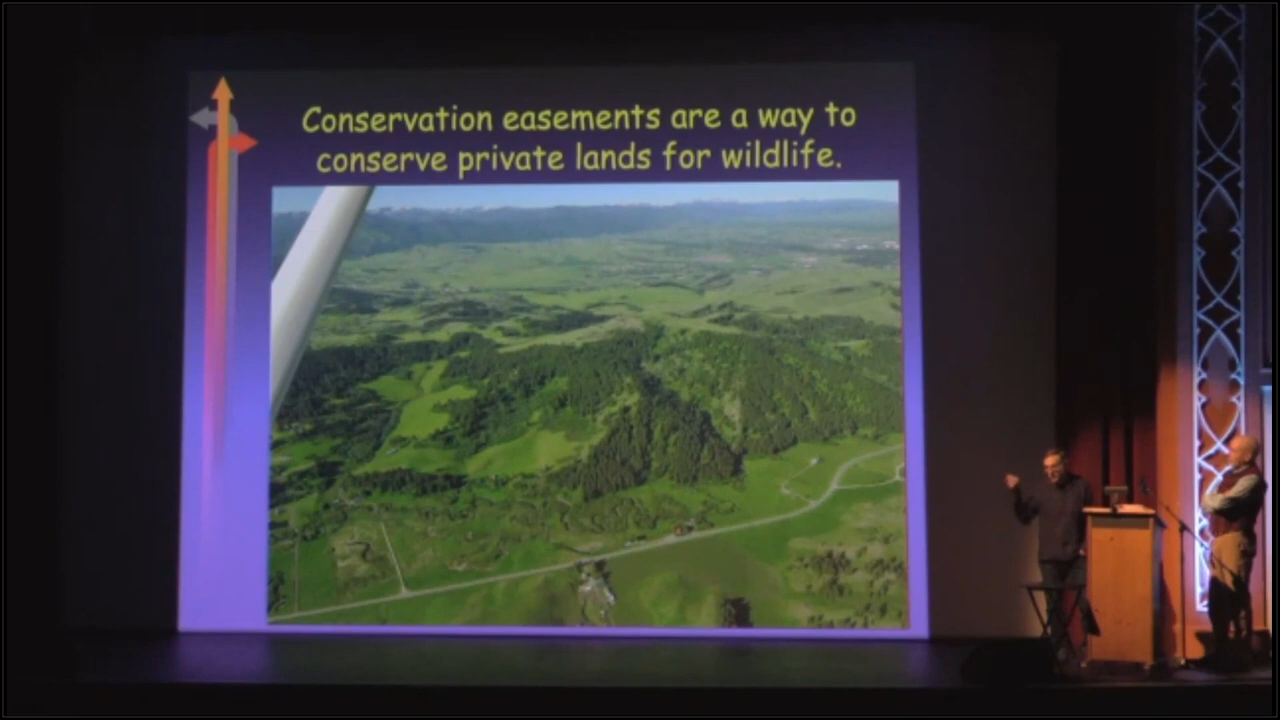 Conservation easements are a way to
conserve private lands for wildlife.